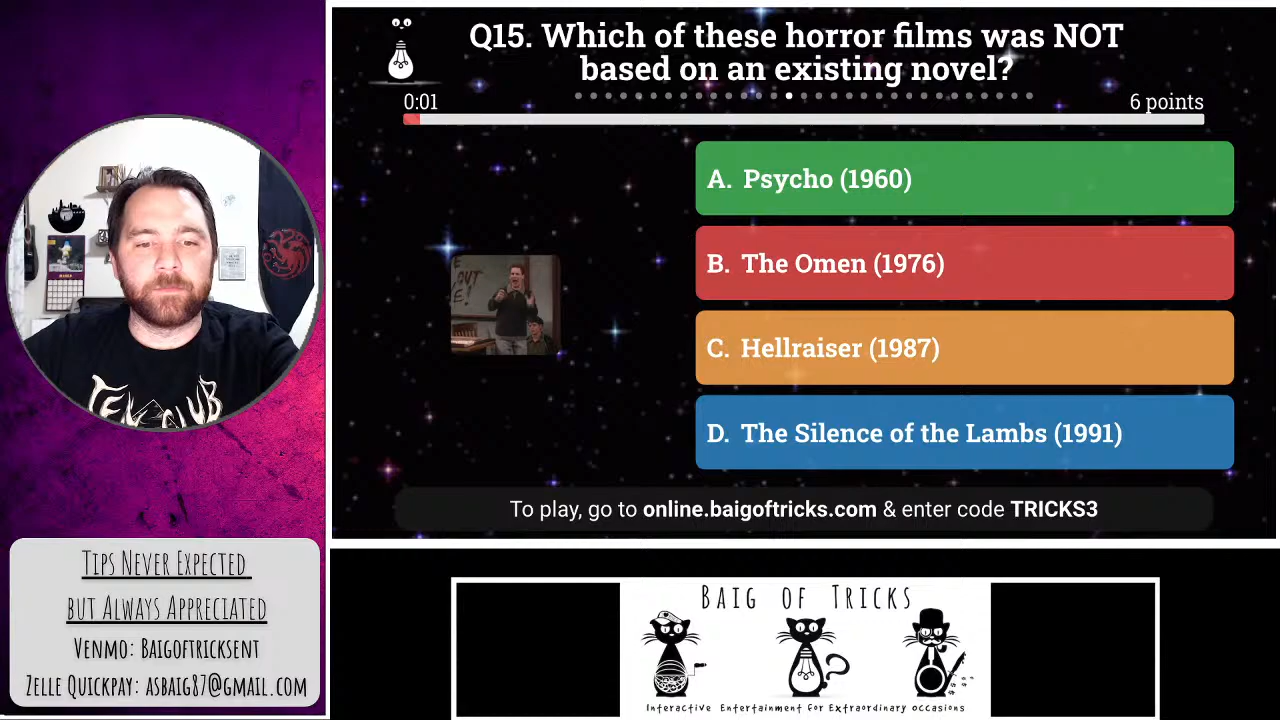 Q15. Which of these horror films was NOT
based on an existing novel?
0:01
6 points
A. Psycho (1960)
B. The Omen (1976)
C. Hellraiser (1987)
D. The Silence of the Lambs (1991)
To play, go to online.baigoftricks.com & enter code TRICKS3
Tips Never Expected
but Always Appreciated
Venmo: Baigoftricksent
Zelle Quickpay: asbaig87@gmail.com
Baig of Tricks
Interactive Entertainment for Extraordinary Occasions